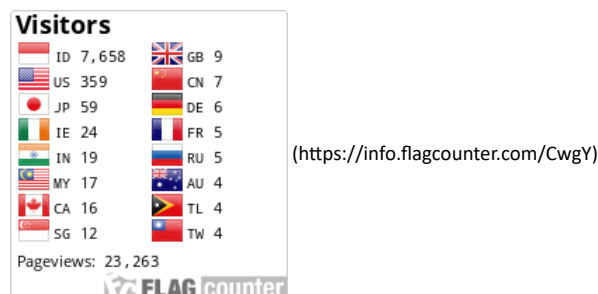 Visitors
ID 7,658 GB 9
US 359 CN 7
JP 59 DE 6
IE 24 FR 5
IN 19 RU 5
MY 17 AU 4
CA 16 TL 4
SG 12 TW 4
Pageviews: 23,263
FLAG counter
(https://info.flagcounter.com/CwgY)